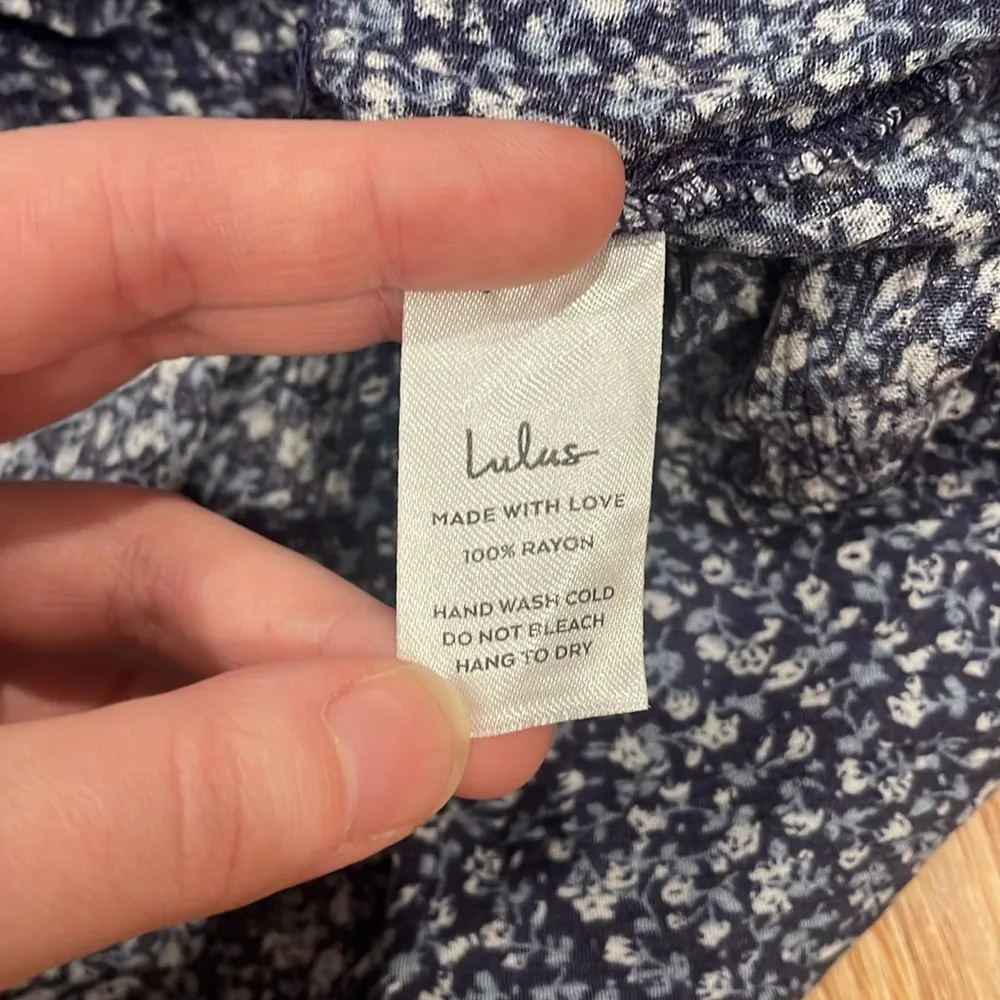 Lulus
MADE WITH LOVE
100% RAYON
HAND WASH COLD
DO NOT BLEACH
HANG TO DRY